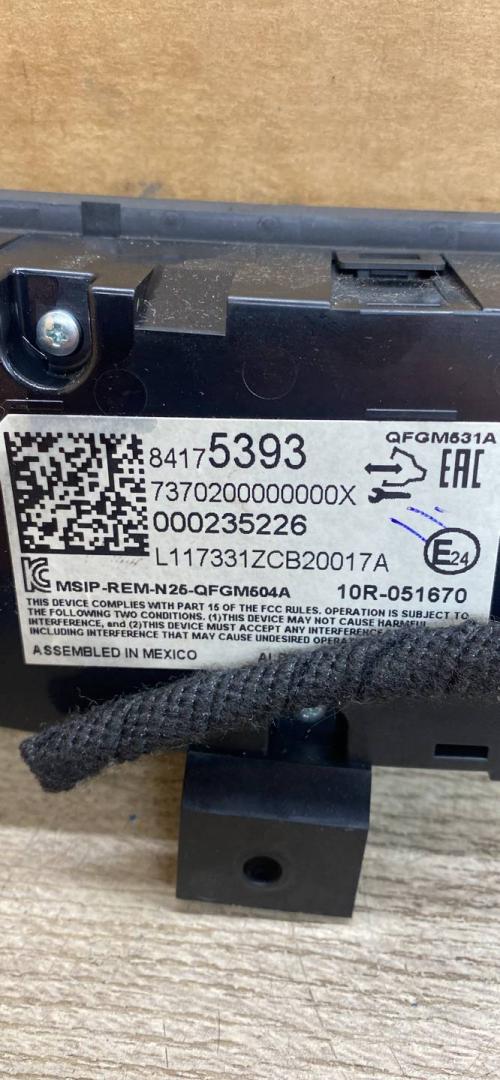 QFGM531A
84175393
7370200000000X
EAC
000235226
L117331ZCB20017A
E24
MSIP-REM-N25-QFGM504A 10R-051670
THIS DEVICE COMPLIES WITH PART 15 OF THE FCC RULES. OPERATION IS SUBJECT TO
THE FOLLOWING TWO CONDITIONS. (1)THIS DEVICE MAY NOT CAUSE HARMFUL
INTERFERENCE, and (2)THIS DEVICE MUST ACCEPT ANY INTERFERENCE
INCLUDING INTERFERENCE THAT MAY CAUSE UNDESIRED
ASSEMBLED IN MEXICO